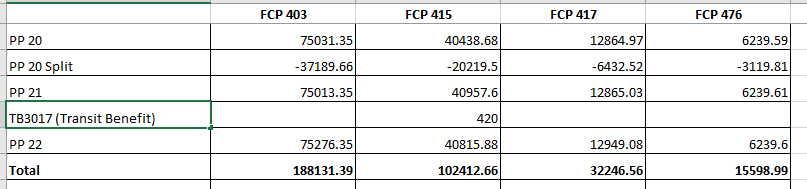 FCP 403 FCP 415 FCP 417 FCP 476
PP 20 75031.35 40438.68 12864.97 6239.59
PP 20 Split -37189.66 -20219.5 -6432.52 -3119.81
PP 21 75013.35 40957.6 12865.03 6239.61
TB3017 (Transit Benefit) 420
PP 22 75276.35 40815.88 12949.08 6239.6
Total 188131.39 102412.66 32246.56 15598.99